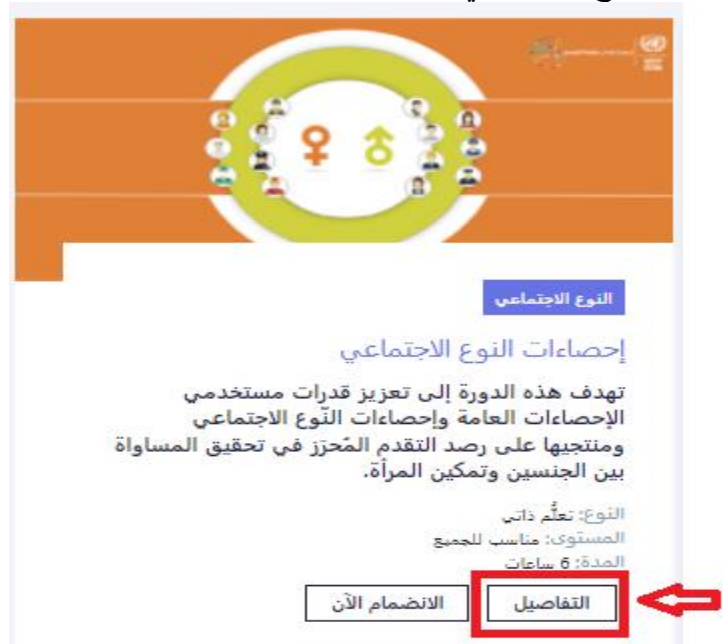 النوع الاجتماعي
إحصاءات النوع الاجتماعي
تهدف هذه الدورة إلى تعزيز قدرات مستخدمي
الإحصاءات العامة وإحصاءات النّوع الاجتماعي
ومنتجيها على رصد التقدم المُحرَز في تحقيق المساواة
بين الجنسين وتمكين المرأة.
النوع: تعلُّم ذاتي
المستوى: مناسب للجميع
المدة: 6 ساعات
التفاصيل
الانضمام الآن